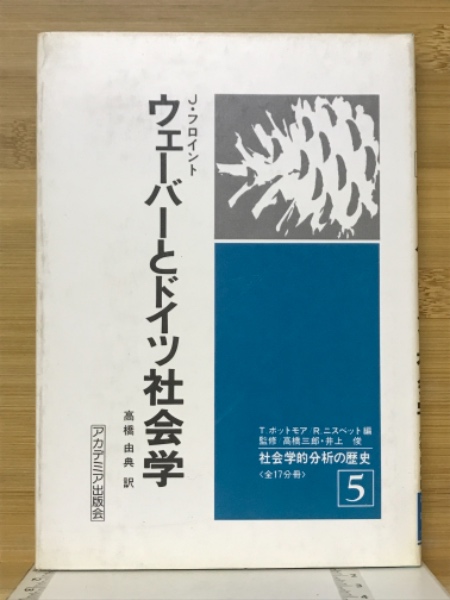 J・フロイント
ウェーバーとドイツ社会学
高橋由典 訳
アカデミア出版会
T.ボットモア/R.ニスベット編
監修 高橋三郎・井上 俊
社会学的分析の歴史
〈全17分冊〉
5